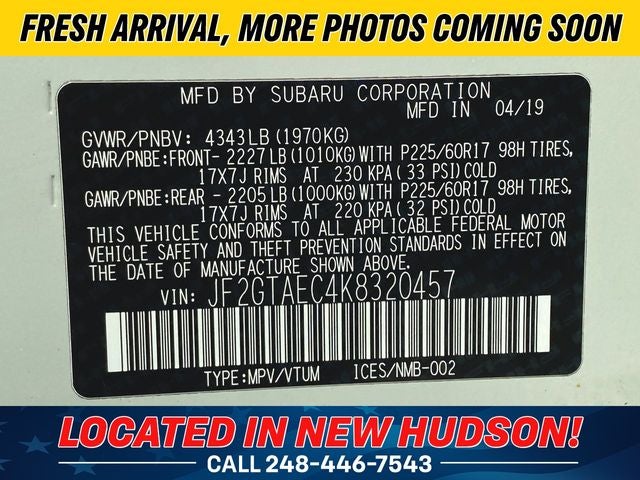 FRESH ARRIVAL, MORE PHOTOS COMING SOON
MFD BY SUBARU CORPORATION
MFD IN 04/19
GVWR/PNBV: 4343LB (1970KG)
GAWR/PNBE:FRONT- 2227LB(1010KG)WITH P225/60R17 98H TIRES,
17X7J RIMS AT 230 KPA (33 PSI)COLD
GAWR/PNBE:REAR - 2205LB(1000KG)WITH P225/60R17 98H TIRES,
17X7J RIMS AT 220 KPA (32 PSI)COLD
THIS VEHICLE CONFORMS TO ALL APPLICABLE FEDERAL MOTOR
VEHICLE SAFETY AND THEFT PREVENTION STANDARDS IN EFFECT ON
THE DATE OF MANUFACTURE SHOWN ABOVE.
VIN: JF2GTAEC4K8320457
TYPE:MPV/VTUM ICES/NMB-002
LOCATED IN NEW HUDSON!
CALL 248-446-7543